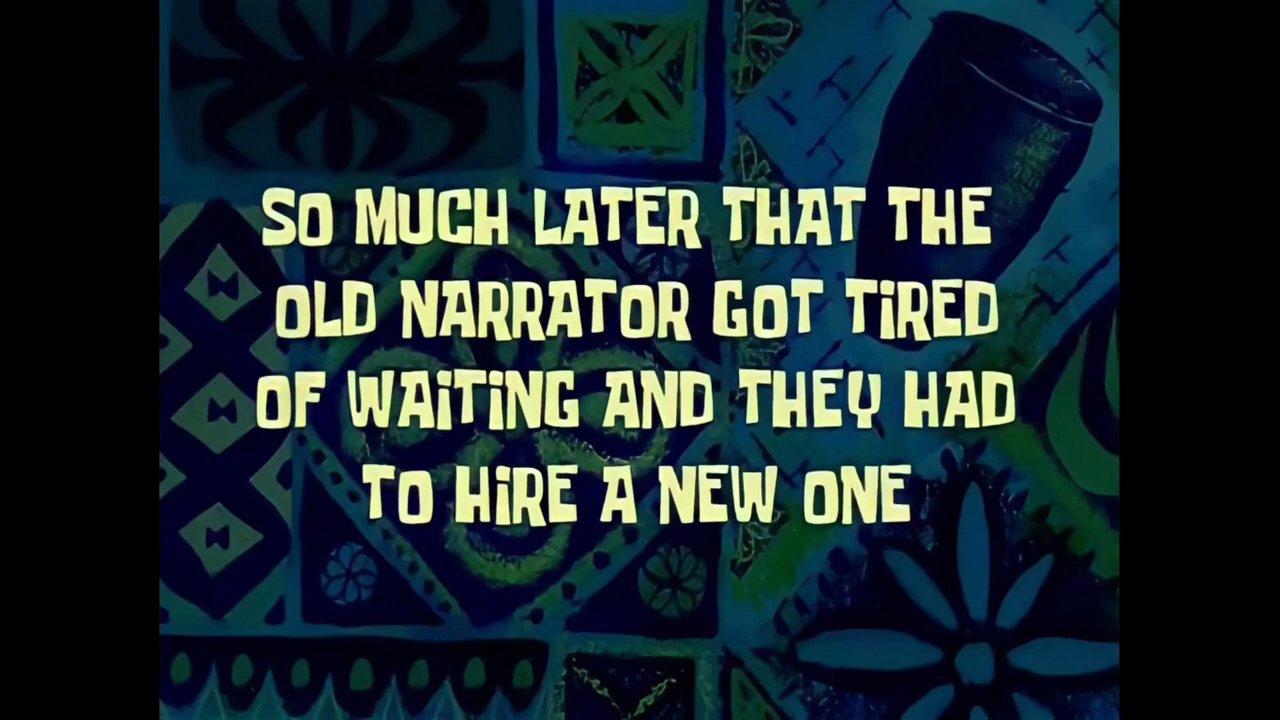 SO MUCH LATER THAT THE
OLD NARRATOR GOT TiRED
OF WAiTiNG AND THEY HAD
TO HiRE A NEW ONE